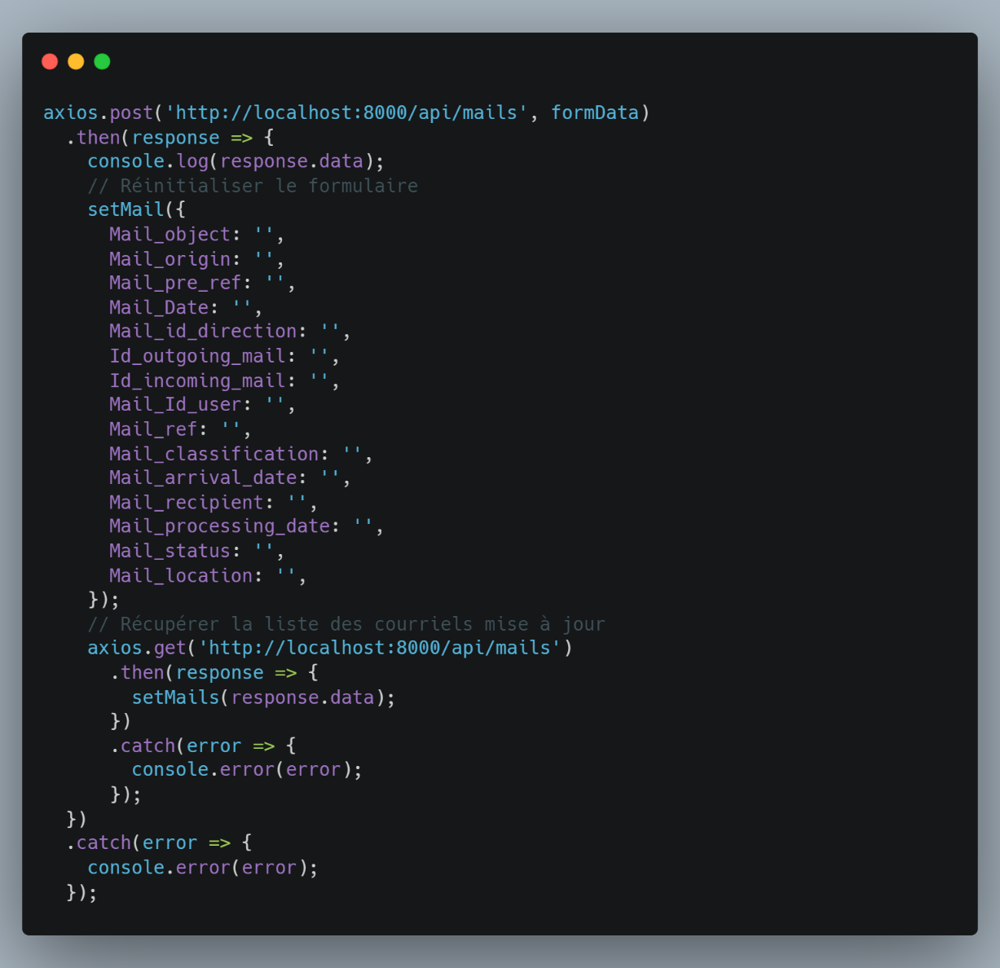 axios.post('http://localhost:8000/api/mails', formData)
  .then(response => {
    console.log(response.data);
    // Réinitialiser le formulaire
    setMail({
      Mail_object: '',
      Mail_origin: '',
      Mail_pre_ref: '',
      Mail_Date: '',
      Mail_id_direction: '',
      Id_outgoing_mail: '',
      Id_incoming_mail: '',
      Mail_Id_user: '',
      Mail_ref: '',
      Mail_classification: '',
      Mail_arrival_date: '',
      Mail_recipient: '',
      Mail_processing_date: '',
      Mail_status: '',
      Mail_location: '',
    });
    // Récupérer la liste des courriels mise à jour
    axios.get('http://localhost:8000/api/mails')
      .then(response => {
        setMails(response.data);
      })
      .catch(error => {
        console.error(error);
      });
  })
  .catch(error => {
    console.error(error);
  });